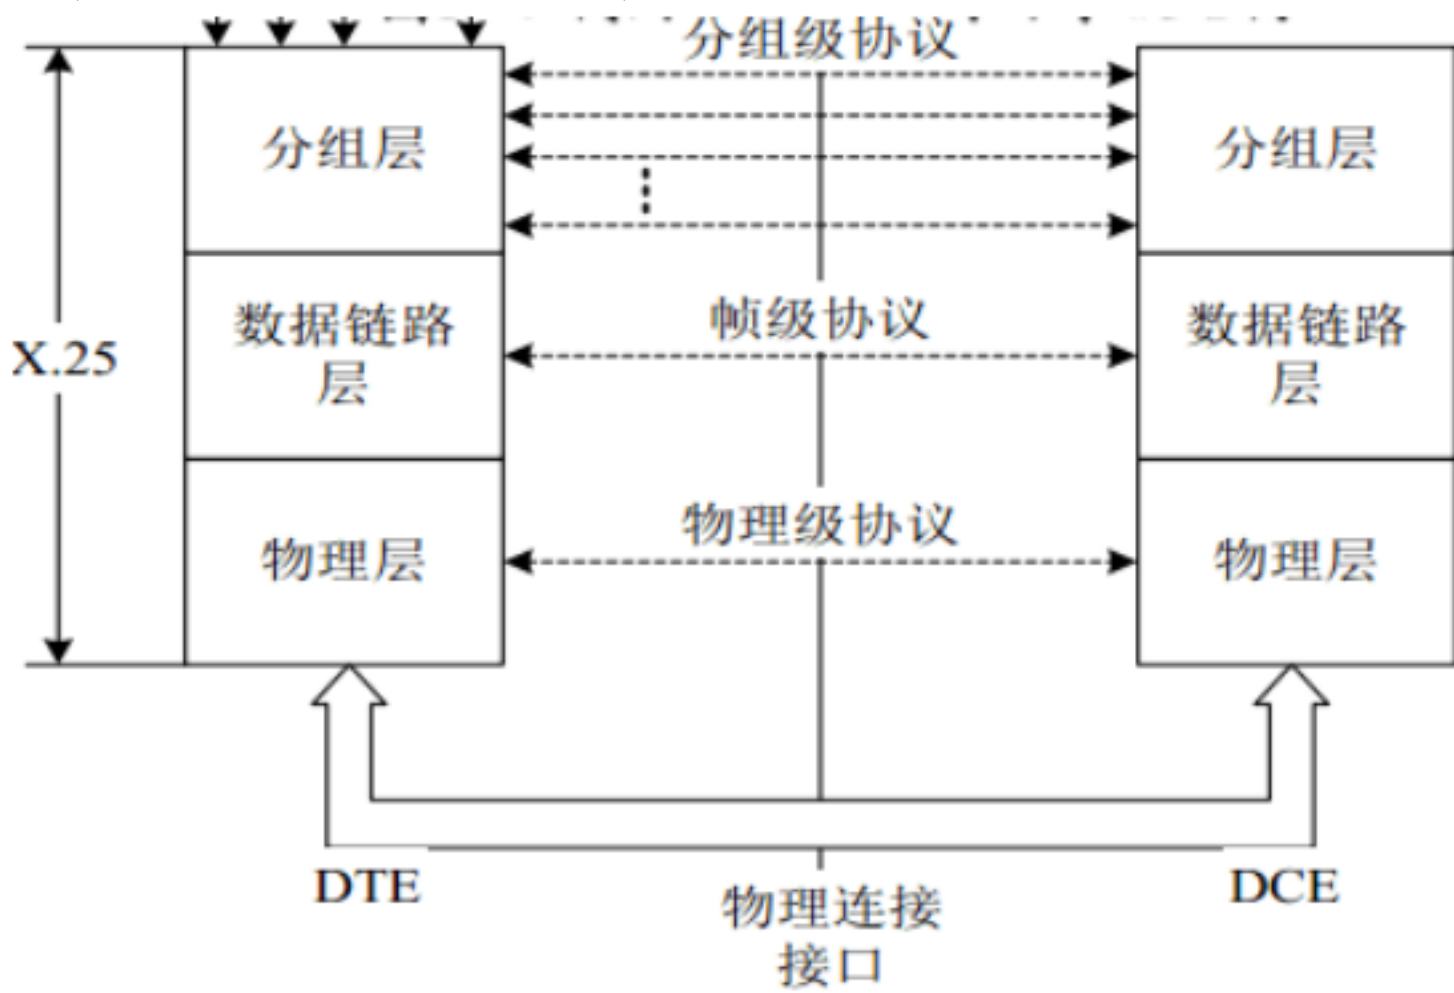 分组级协议
分组层
分组层
帧级协议
数据链路
层
数据链路
层
X.25
物理级协议
物理层
物理层
DTE
DCE
物理连接
接口